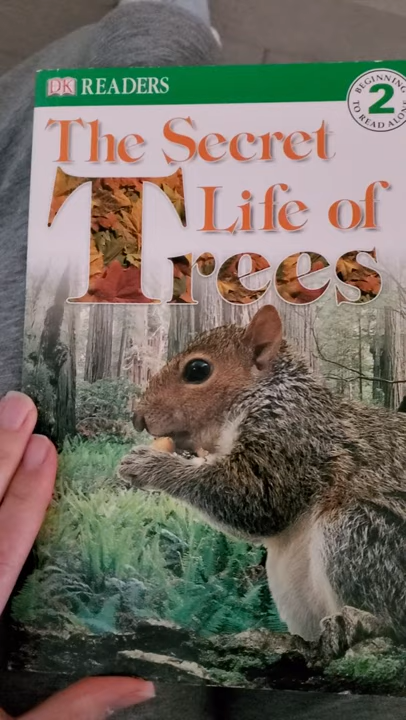 DK READERS
BEGINNING
2
TO READ ALONE
The Secret
Life of
Trees